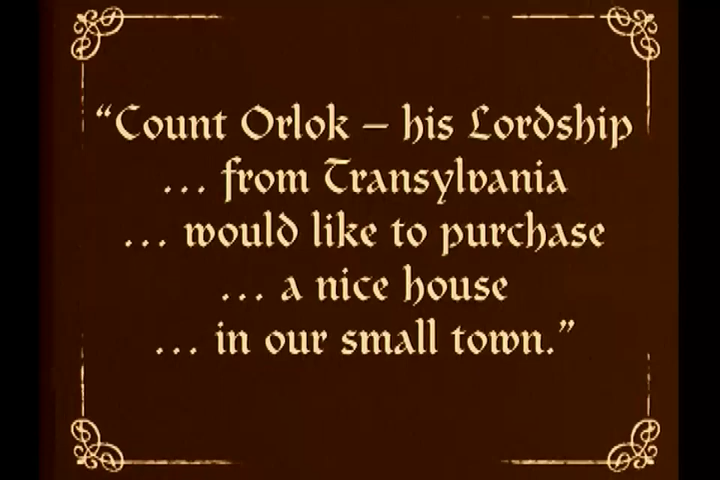 “Count Orlok – his Lordship
... from Transylvania
... would like to purchase
... a nice house
... in our small town.”